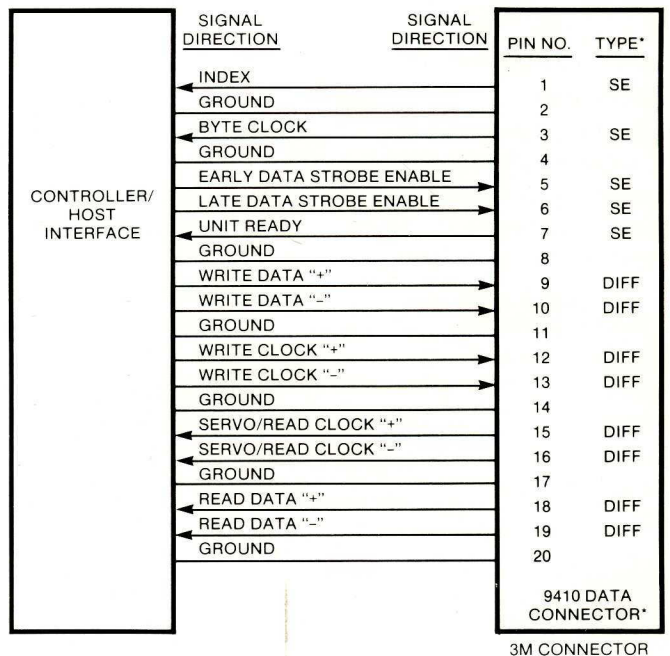 SIGNAL DIRECTION SIGNAL DIRECTION PIN NO. TYPE*
INDEX 1 SE
GROUND 2
BYTE CLOCK 3 SE
GROUND 4
EARLY DATA STROBE ENABLE 5 SE
LATE DATA STROBE ENABLE 6 SE
UNIT READY 7 SE
GROUND 8
WRITE DATA “+” 9 DIFF
WRITE DATA “–” 10 DIFF
GROUND 11
WRITE CLOCK “+” 12 DIFF
WRITE CLOCK “–” 13 DIFF
GROUND 14
SERVO/READ CLOCK “+” 15 DIFF
SERVO/READ CLOCK “–” 16 DIFF
GROUND 17
READ DATA “+” 18 DIFF
READ DATA “–” 19 DIFF
GROUND 20
CONTROLLER/
HOST
INTERFACE
9410 DATA
CONNECTOR*
3M CONNECTOR